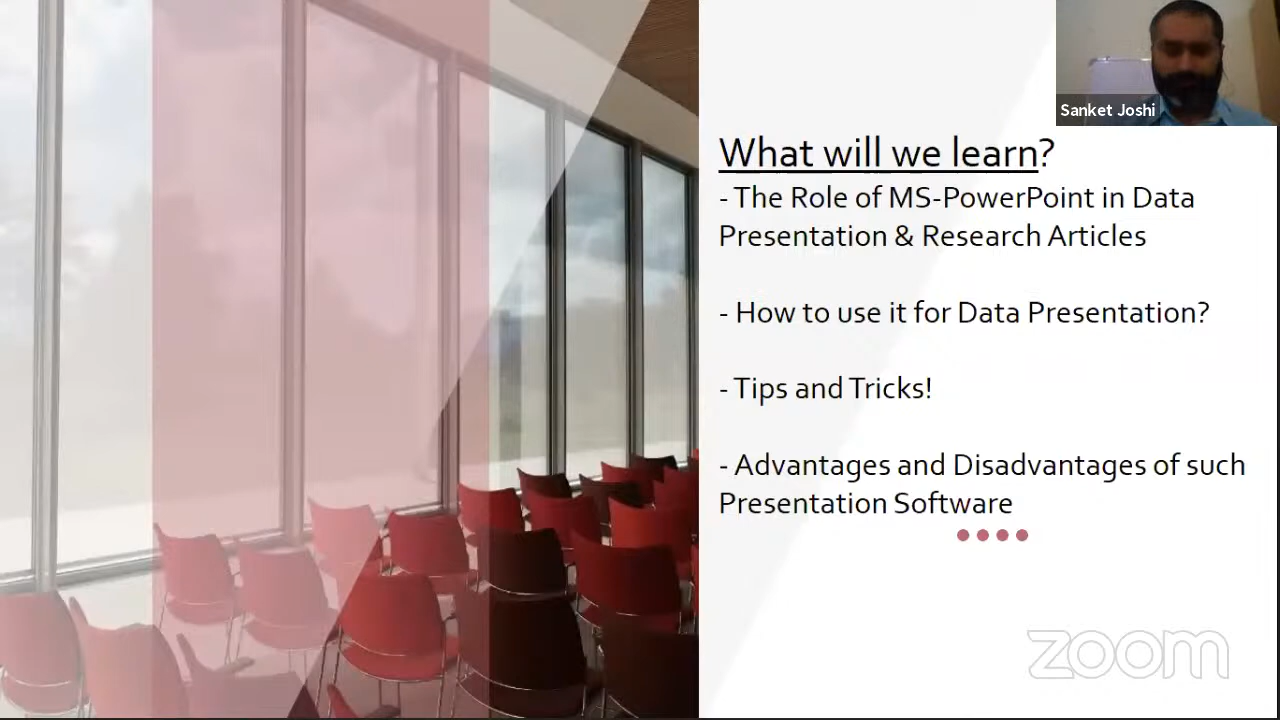 Sanket Joshi
What will we learn?
- The Role of MS-PowerPoint in Data
Presentation & Research Articles
- How to use it for Data Presentation?
- Tips and Tricks!
- Advantages and Disadvantages of such
Presentation Software
zoom